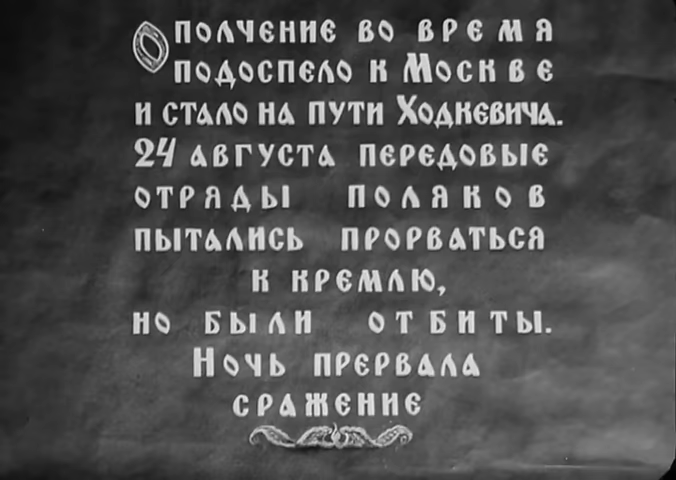 Ополчение во время
подоспело к Москве
и стало на пути Ходкевича.
24 августа передовые
отряды поляков
пытались прорваться
к кремлю,
но были отбиты.
Ночь прервала
сражение